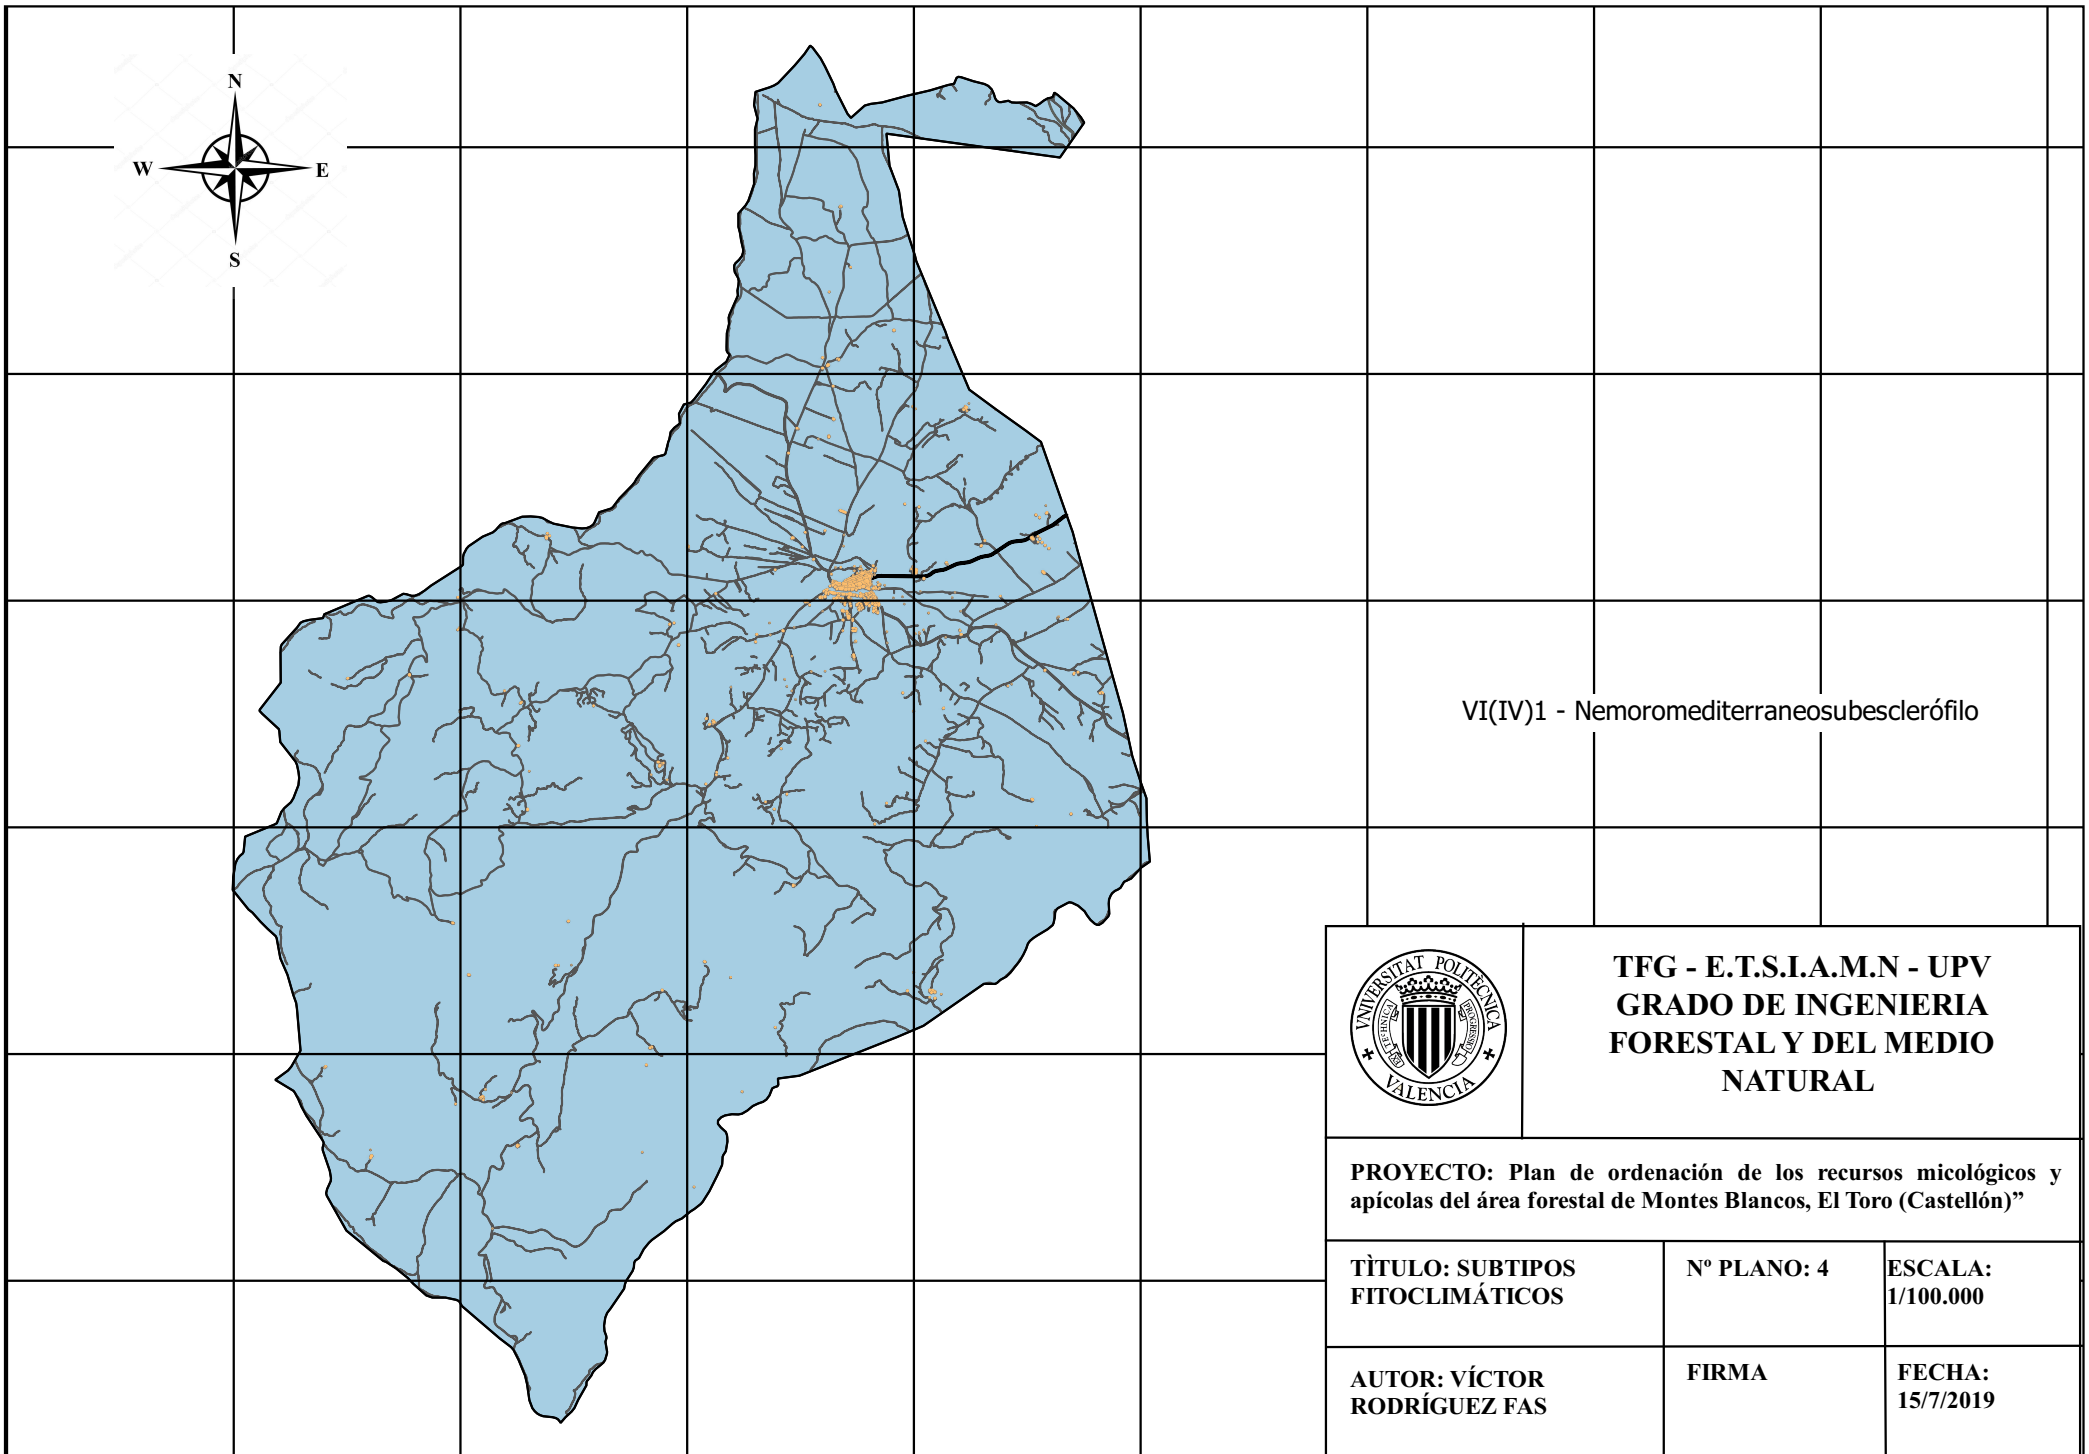 N
W
E
S
VI(IV)1 - Nemoromediterraneosubesclerófilo
VNIVERSITAT POLITÈCNICA
VALENCIA
TFG - E.T.S.I.A.M.N - UPV
GRADO DE INGENIERIA
FORESTAL Y DEL MEDIO
NATURAL
PROYECTO: Plan de ordenación de los recursos micológicos y
apícolas del área forestal de Montes Blancos, El Toro (Castellón)”
TÌTULO: SUBTIPOS
FITOCLIMÁTICOS
Nº PLANO: 4
ESCALA:
1/100.000
AUTOR: VÍCTOR
RODRÍGUEZ FAS
FIRMA
FECHA:
15/7/2019